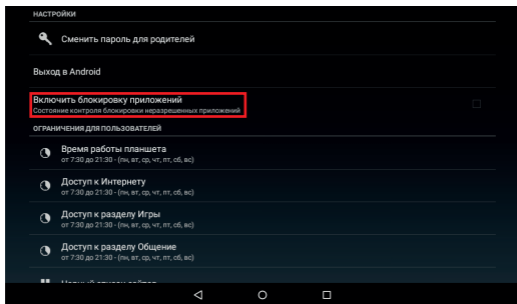 НАСТРОЙКИ
Сменить пароль для родителей
Выход в Android
Включить блокировку приложений
Состояние контроля блокировки неразрешенных приложений
ОГРАНИЧЕНИЯ ДЛЯ ПОЛЬЗОВАТЕЛЕЙ
Время работы планшета
от 7:30 до 21:30 - (пн, вт, ср, чт, пт, сб, вс)
Доступ к Интернету
от 7:30 до 21:30 - (пн, вт, ср, чт, пт, сб, вс)
Доступ к разделу Игры
от 7:30 до 21:30 - (пн, вт, ср, чт, пт, сб, вс)
Доступ к разделу Общение
от 7:30 до 21:30 - (пн, вт, ср, чт, пт, сб, вс)